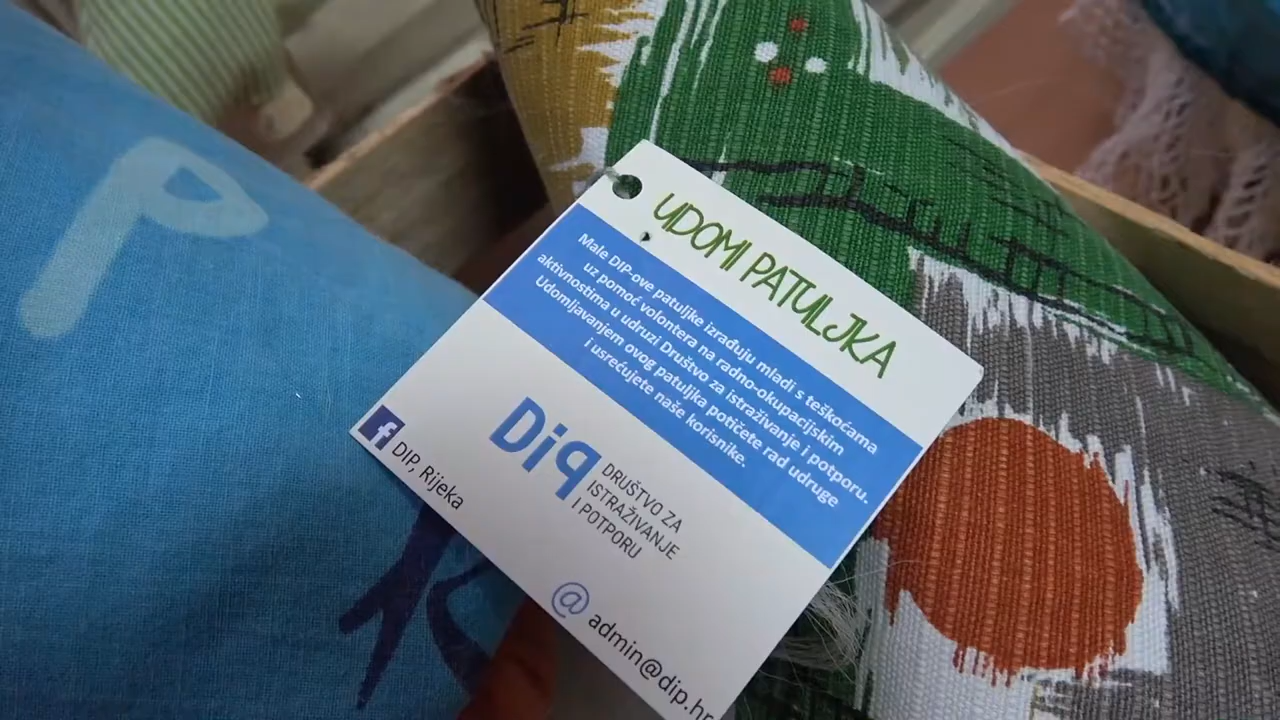 UDOMI PATULJKA
Male DIP-ove patuljke izrađuju mladi s teškoćama
uz pomoć volontera na radno-okupacijskim
aktivnostima u udruzi Društvo za istraživanje i potporu.
Udomljavanjem ovog patuljka potičete rad udruge
i usrećujete naše korisnike.
Dip
DRUŠTVO ZA
ISTRAŽIVANJE
I POTPORU
f DIP, Rijeka
@ admin@dip.hr
P